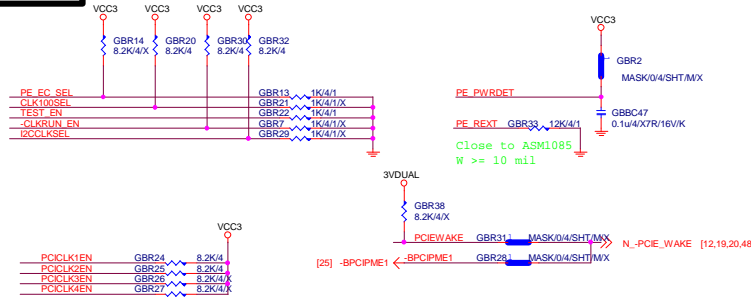 VCC3 VCC3 VCC3 VCC3
GBR14 GBR20 GBR30 GBR32
8.2K/4/X 8.2K/4 8.2K/4 8.2K/4
PE_EC_SEL GBR13 1K/4/1
CLK100SEL GBR21 1K/4/1/X
TEST_EN GBR22 1K/4/1
-CLKRUN_EN GBR7 1K/4/1/X
I2CCLKSEL GBR29 1K/4/1/X
VCC3
GBR2
MASK/0/4/SHT/M/X
PE_PWRDET
GBBC47
0.1u/4/X7R/16V/K
PE_REXT GBR33 12K/4/1
Close to ASM1085
W >= 10 mil
3VDUAL
GBR38
8.2K/4/X
PCIEWAKE GBR31 1 MASK/0/4/SHT/M/X
N_-PCIE_WAKE [12,19,20,48
[25] -BPCIPME1 -BPCIPME1 GBR28 1 MASK/0/4/SHT/M/X
VCC3
PCICLK1EN GBR24 8.2K/4
PCICLK2EN GBR25 8.2K/4
PCICLK3EN GBR26 8.2K/4/X
PCICLK4EN GBR27 8.2K/4/X